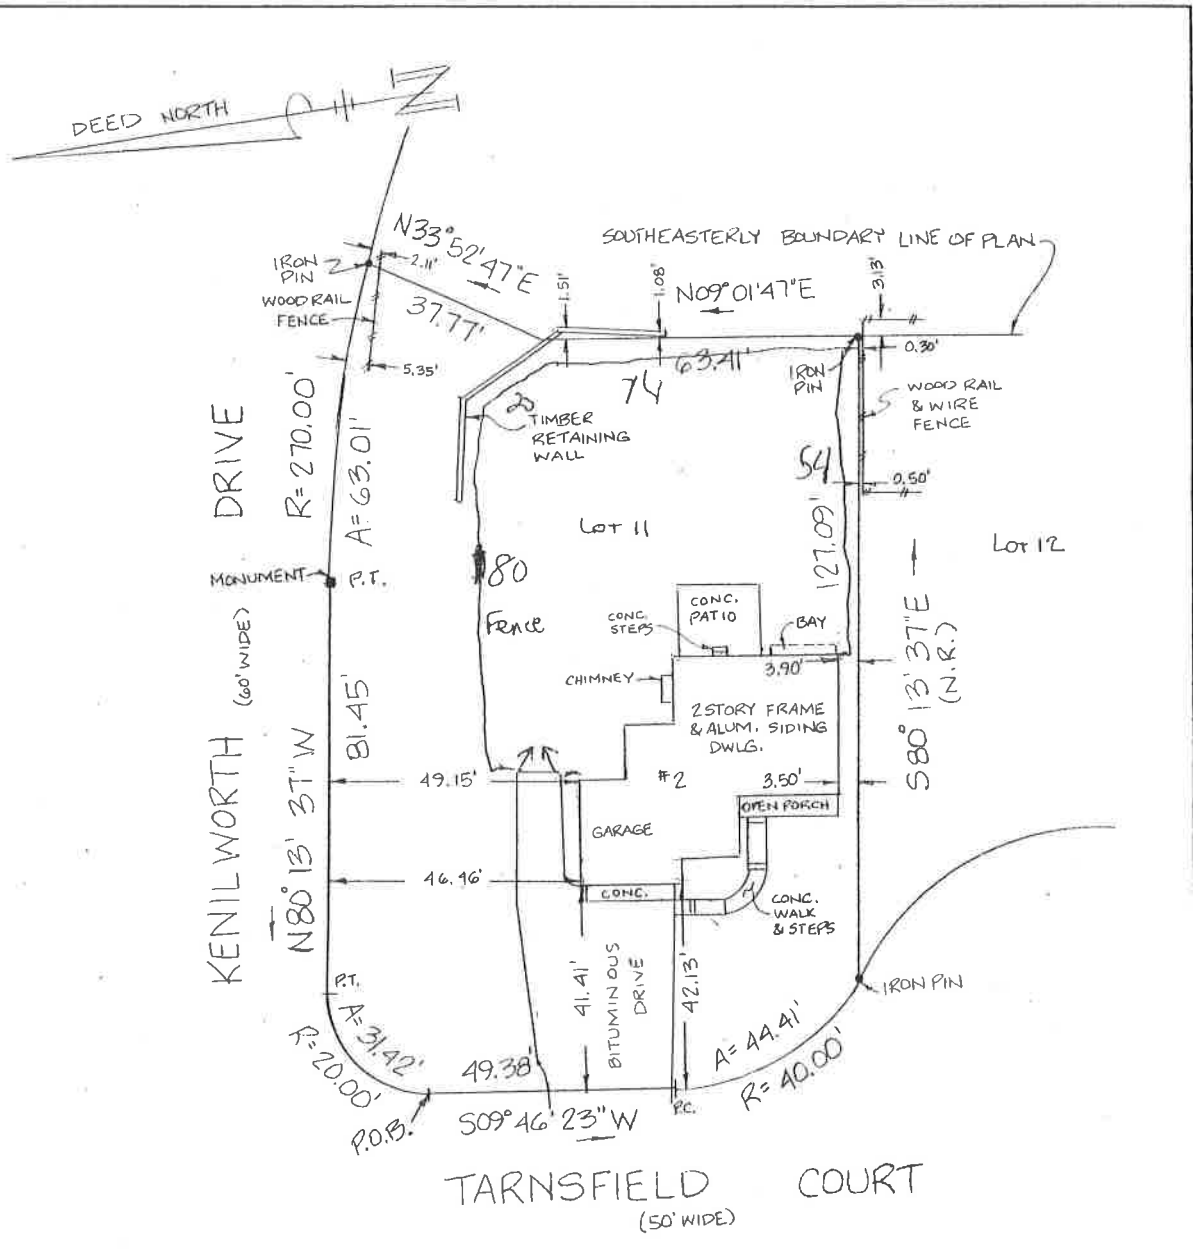 DEED NORTH
N
N33°52'47"E
37.77'
IRON
PIN
2.11'
WOOD RAIL
FENCE
5.35'
SOUTHEASTERLY BOUNDARY LINE OF PLAN
1.51'
1.08'
N09°01'47"E
3.13'
63.41'
74
0.30'
IRON
PIN
WOOD RAIL
& WIRE
FENCE
20
TIMBER
RETAINING
WALL
54
0.50'
127.09'
LOT 11
LOT 12
KENILWORTH DRIVE
(60' WIDE)
R=270.00'
A=63.01'
MONUMENT
P.T.
80
Fence
CONC.
PATIO
CONC.
STEPS
BAY
3.90'
CHIMNEY
2 STORY FRAME
& ALUM. SIDING
DWLG.
#2
3.50'
S80°13'37"E
(N.R.)
N80°13'37"W
81.45'
49.15'
OPEN PORCH
GARAGE
46.46'
CONC.
CONC.
WALK
& STEPS
41.41'
BITUMINOUS
DRIVE
42.13'
IRON PIN
P.T.
A=31.42'
R=20.00'
49.38'
A=44.41'
R=40.00'
P.C.
P.O.B.
S09°46'23"W
TARNSFIELD COURT
(50' WIDE)